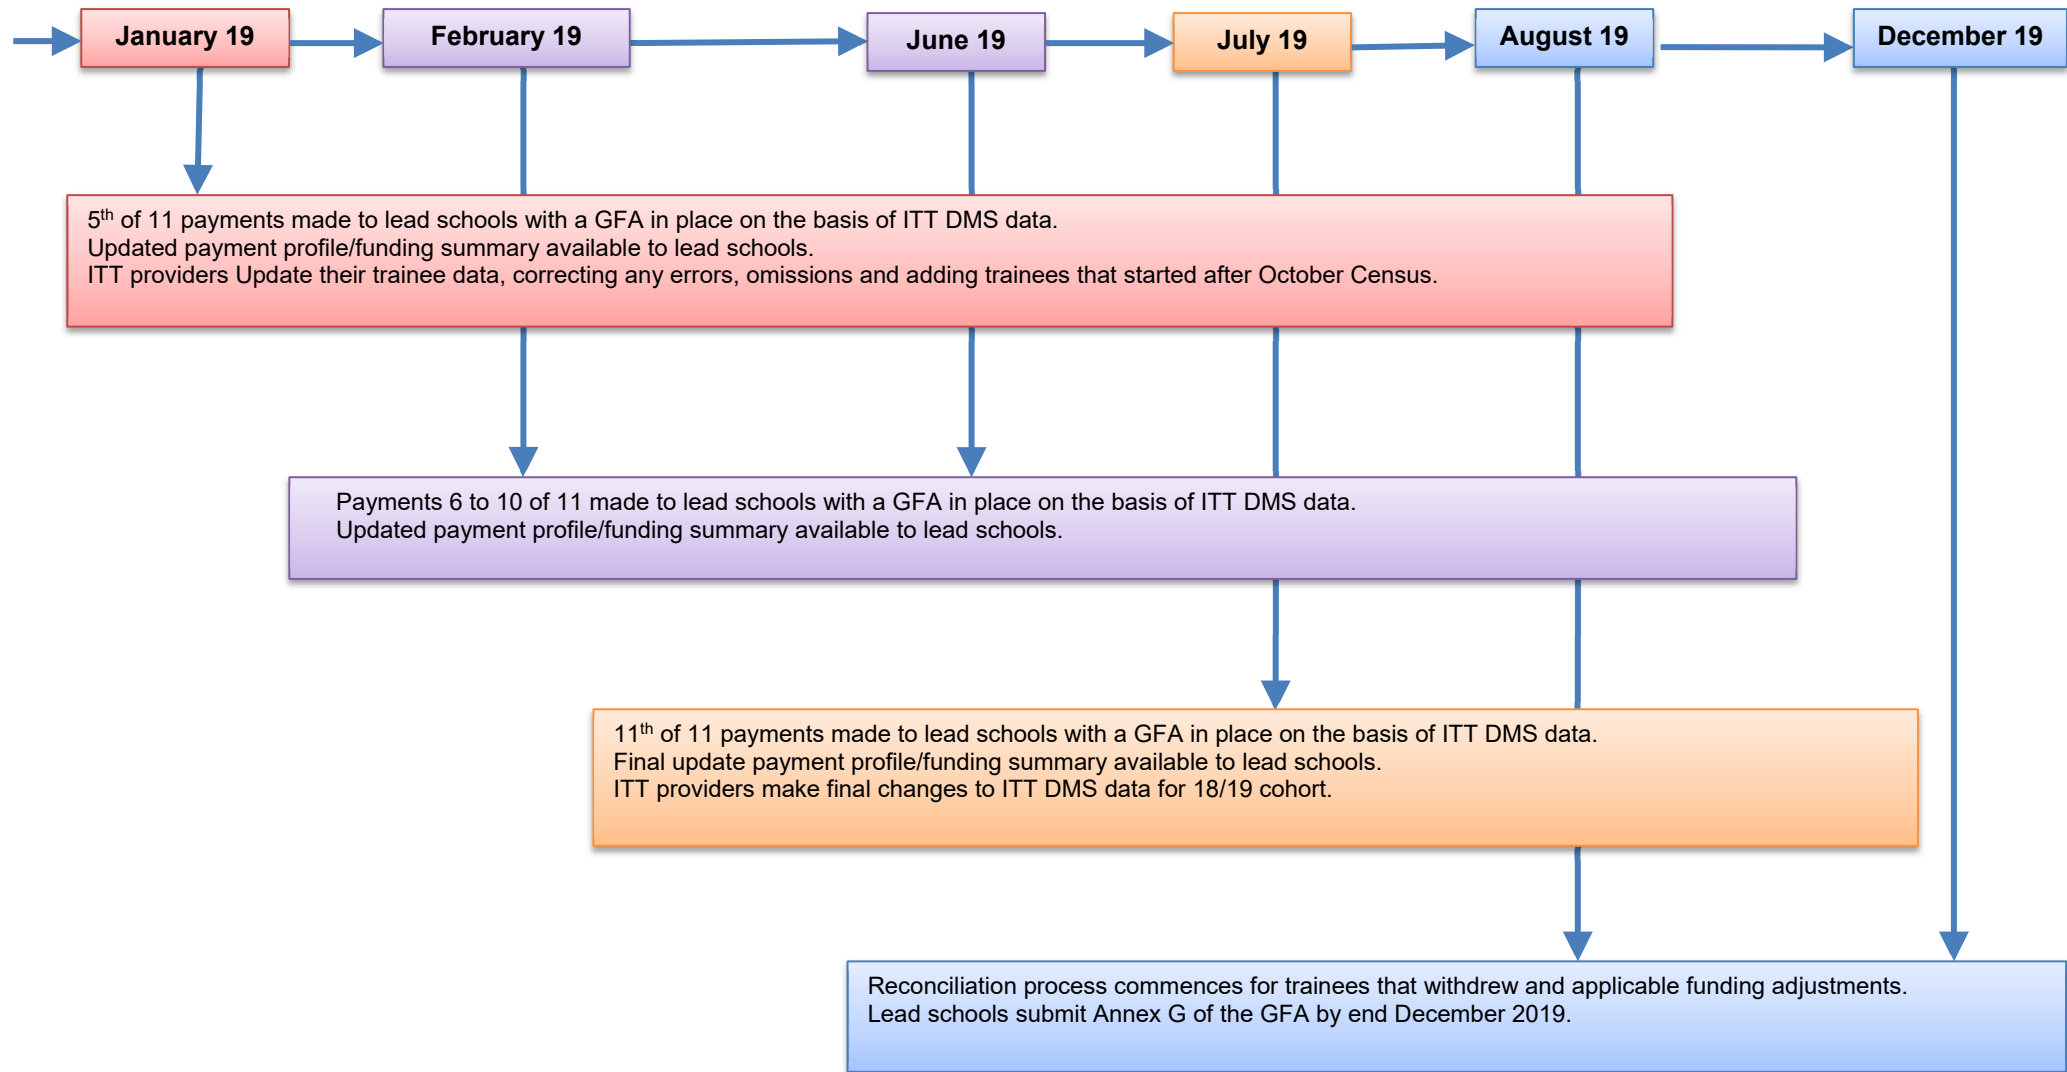 January 19
February 19
June 19
July 19
August 19
December 19
5th of 11 payments made to lead schools with a GFA in place on the basis of ITT DMS data.
Updated payment profile/funding summary available to lead schools.
ITT providers Update their trainee data, correcting any errors, omissions and adding trainees that started after October Census.
Payments 6 to 10 of 11 made to lead schools with a GFA in place on the basis of ITT DMS data.
Updated payment profile/funding summary available to lead schools.
11th of 11 payments made to lead schools with a GFA in place on the basis of ITT DMS data.
Final update payment profile/funding summary available to lead schools.
ITT providers make final changes to ITT DMS data for 18/19 cohort.
Reconciliation process commences for trainees that withdrew and applicable funding adjustments.
Lead schools submit Annex G of the GFA by end December 2019.